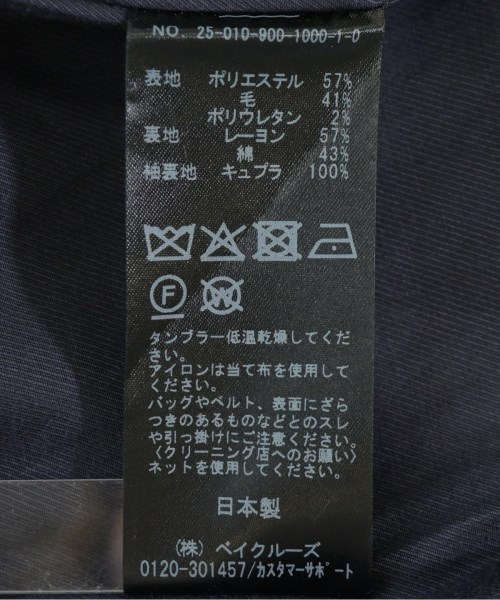 NO. 25-010-900-1000-1-0
表地 ポリエステル 57%
毛 41%
ポリウレタン 2%
裏地 レーヨン 57%
綿 43%
袖裏地 キュプラ 100%
F
W
タンブラー低温乾燥してくだ
さい。
アイロンは当て布を使用して
ください。
バッグやベルト、表面にざら
つきのあるものなどとのスレ
や引っ掛けにご注意ください。
〈クリーニング店へのお願い〉
ネットを使用してください。
日本製
(株) ベイクルーズ
0120-301457/カスタマーサポート